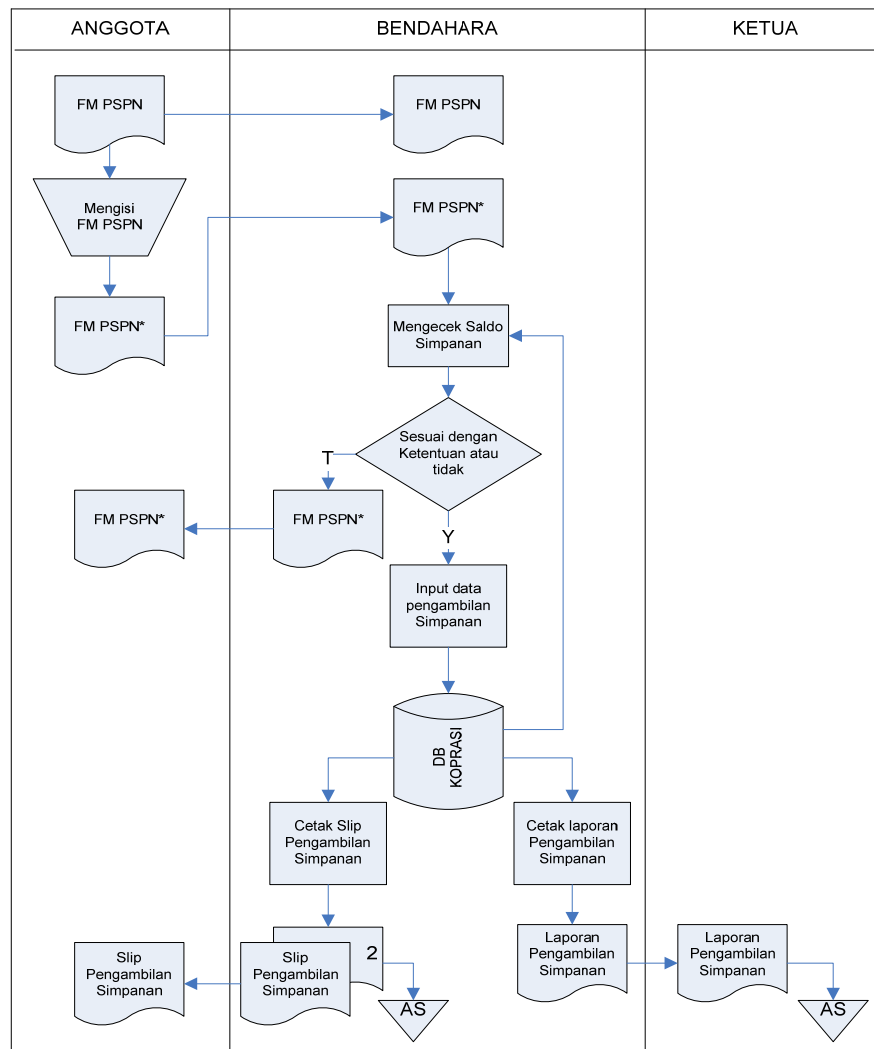 ANGGOTA
BENDAHARA
KETUA
FM PSPN
FM PSPN
Mengisi
FM PSPN
FM PSPN*
FM PSPN*
Mengecek Saldo
Simpanan
Sesuai dengan
Ketentuan atau
tidak
T
FM PSPN*
FM PSPN*
Y
Input data
pengambilan
Simpanan
DB
KOPRASI
Cetak Slip
Pengambilan
Simpanan
Cetak laporan
Pengambilan
Simpanan
Slip
Pengambilan
Simpanan
2
Slip
Pengambilan
Simpanan
AS
Laporan
Pengambilan
Simpanan
Laporan
Pengambilan
Simpanan
AS